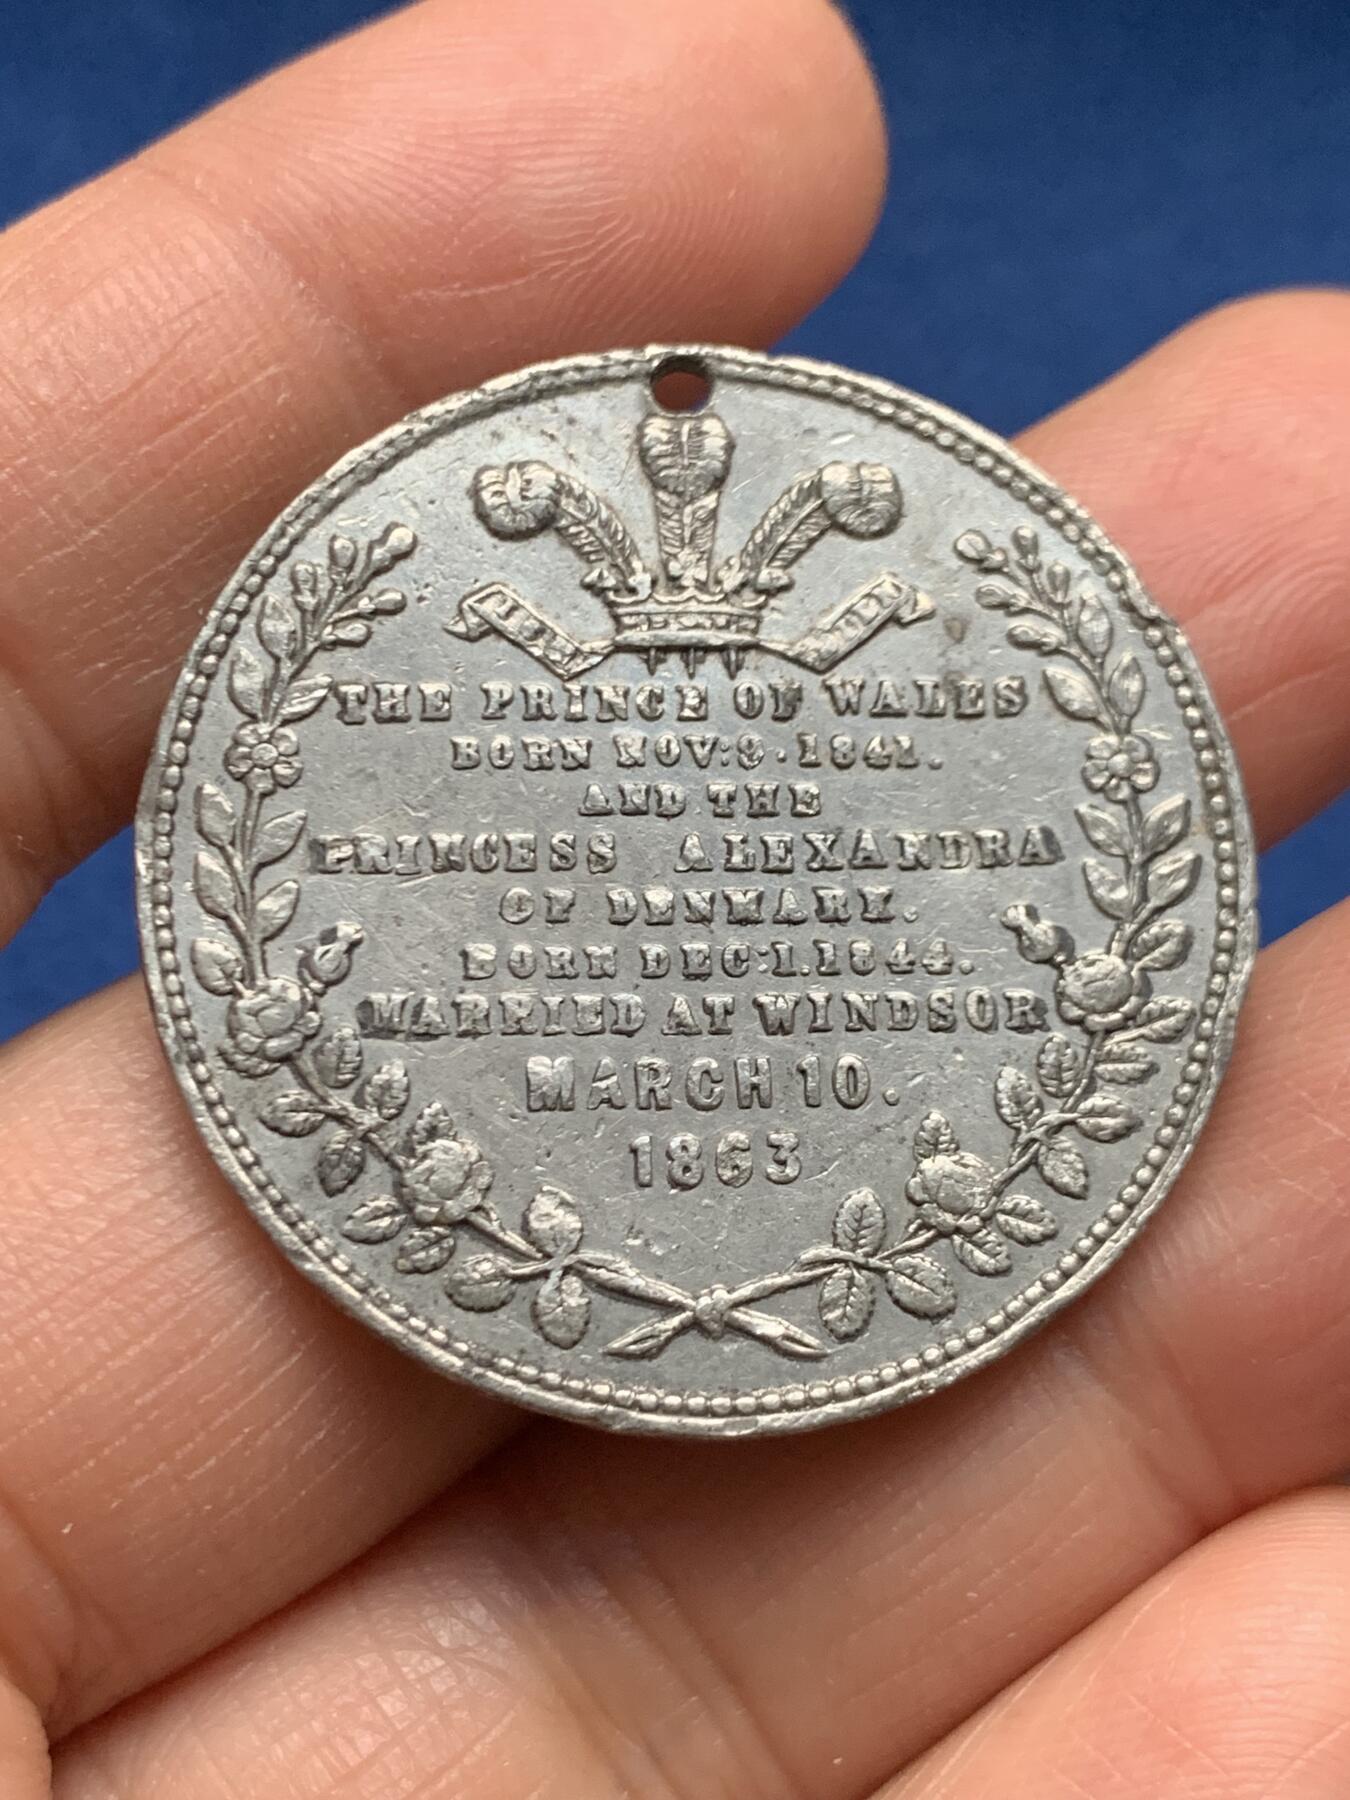 THE PRINCE OF WALES
BORN NOV:9.1841.
AND THE
PRINCESS ALEXANDRA
OF DENMARK.
BORN DEC:1.1844.
MARRIED AT WINDSOR
MARCH 10.
1863